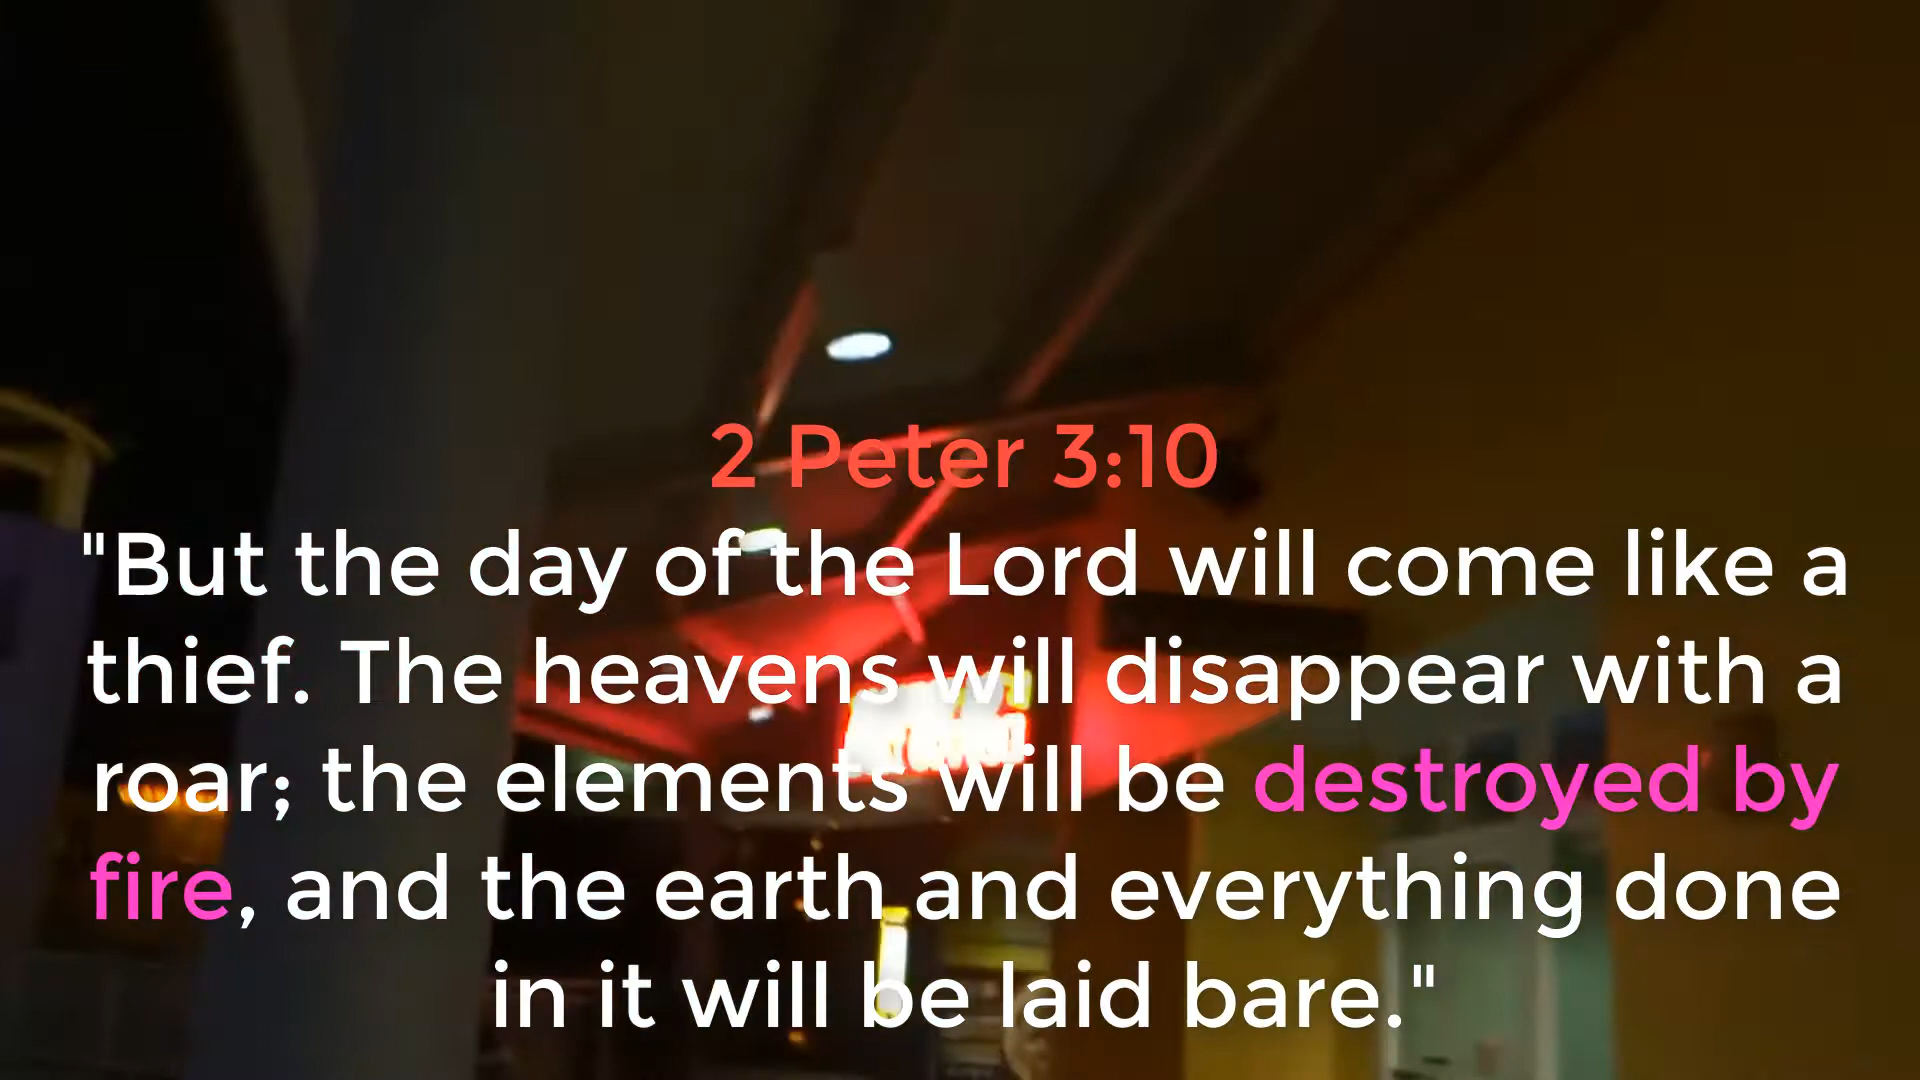 2 Peter 3:10
"But the day of the Lord will come like a
thief. The heavens will disappear with a
roar; the elements will be destroyed by
fire, and the earth and everything done
in it will be laid bare."